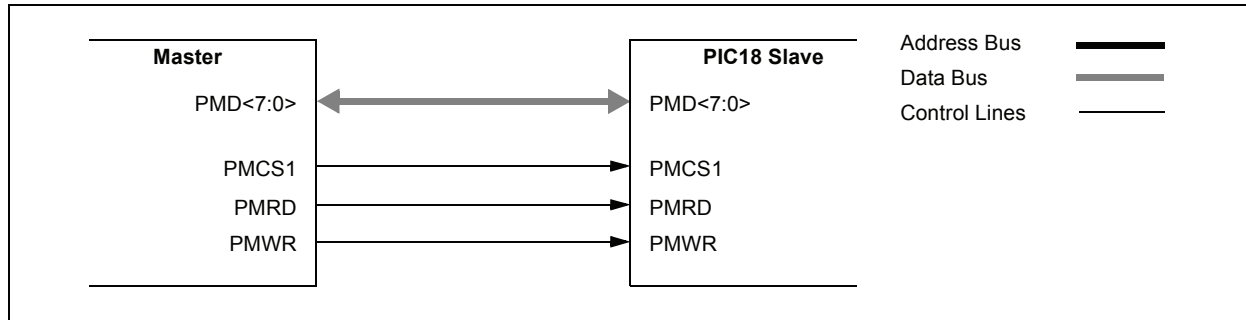 Master
PMD<7:0>
PMCS1
PMRD
PMWR
PIC18 Slave
PMD<7:0>
PMCS1
PMRD
PMWR
Address Bus
Data Bus
Control Lines